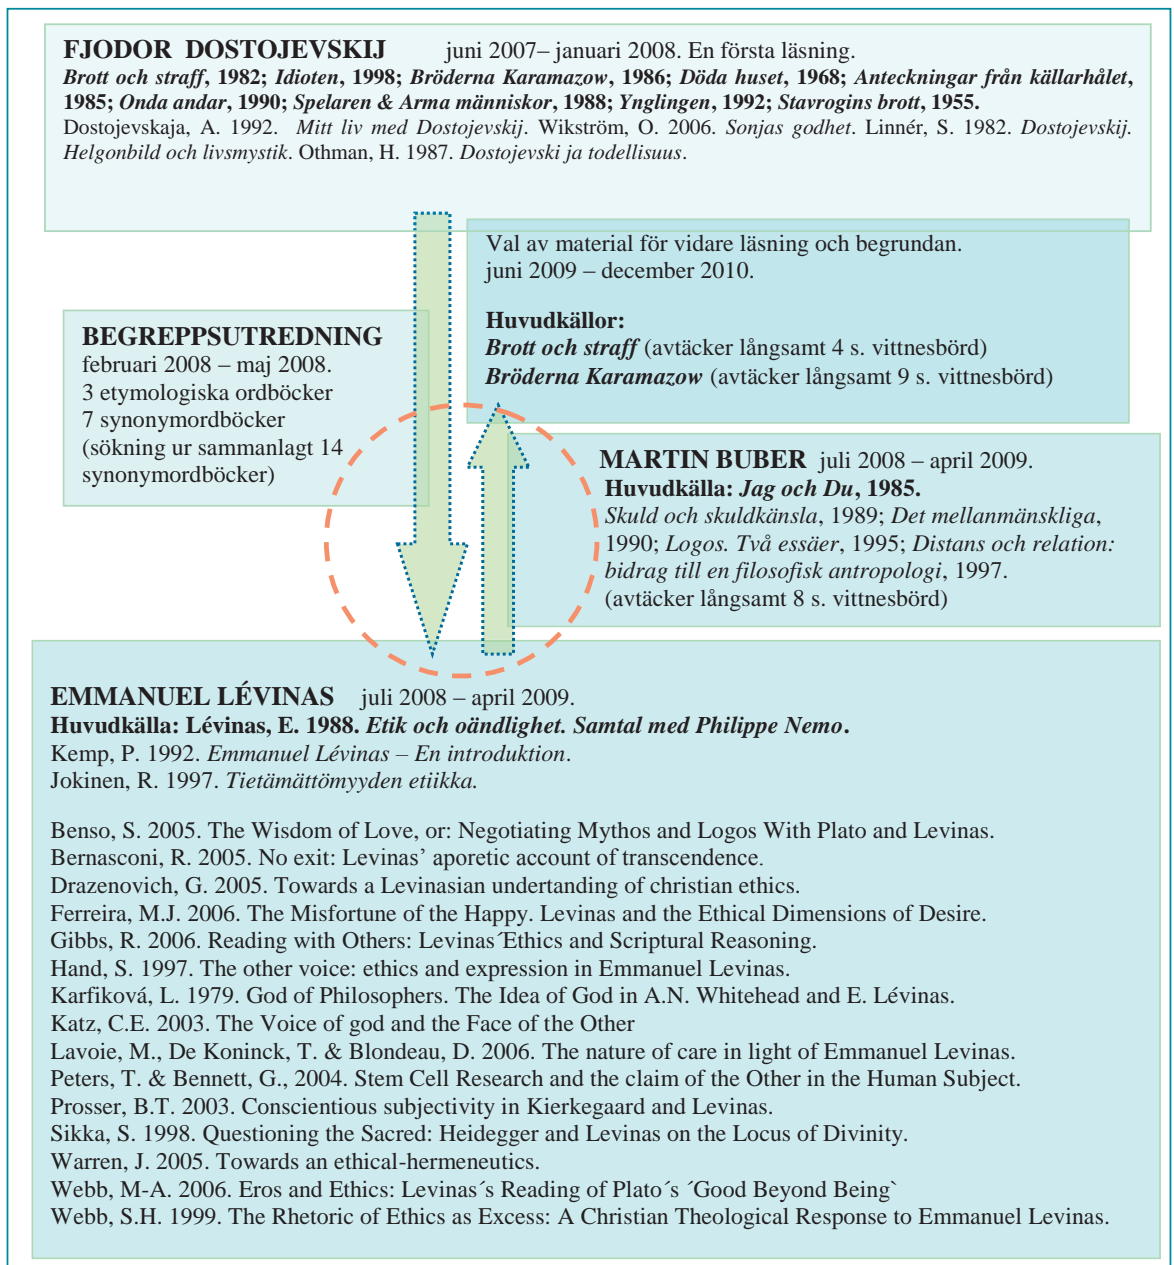 FJODOR DOSTOJEVSKIJ juni 2007– januari 2008. En första läsning.
Brott och straff, 1982; Idioten, 1998; Bröderna Karamazow, 1986; Döda huset, 1968; Anteckningar från källarhålet,
1985; Onda andar, 1990; Spelaren & Arma människor, 1988; Ynglingen, 1992; Stavrogins brott, 1955.
Dostojevskaja, A. 1992. Mitt liv med Dostojevskij. Wikström, O. 2006. Sonjas godhet. Linnér, S. 1982. Dostojevskij.
Helgonbild och livsmystik. Othman, H. 1987. Dostojevski ja todellisuus.
Val av material för vidare läsning och begrundan.
juni 2009 – december 2010.
Huvudkällor:
Brott och straff (avtäcker långsamt 4 s. vittnesbörd)
Bröderna Karamazow (avtäcker långsamt 9 s. vittnesbörd)
BEGREPPSUTREDNING
februari 2008 – maj 2008.
3 etymologiska ordböcker
7 synonymordböcker
(sökning ur sammanlagt 14
synonymordböcker)
MARTIN BUBER juli 2008 – april 2009.
Huvudkälla: Jag och Du, 1985.
Skuld och skuldkänsla, 1989; Det mellanmänskliga,
1990; Logos. Två essäer, 1995; Distans och relation:
bidrag till en filosofisk antropologi, 1997.
(avtäcker långsamt 8 s. vittnesbörd)
EMMANUEL LÉVINAS juli 2008 – april 2009.
Huvudkälla: Lévinas, E. 1988. Etik och oändlighet. Samtal med Philippe Nemo.
Kemp, P. 1992. Emmanuel Lévinas – En introduktion.
Jokinen, R. 1997. Tietämättömyyden etiikka.
Benso, S. 2005. The Wisdom of Love, or: Negotiating Mythos and Logos With Plato and Levinas.
Bernasconi, R. 2005. No exit: Levinas’ aporetic account of transcendence.
Drazenovich, G. 2005. Towards a Levinasian undertanding of christian ethics.
Ferreira, M.J. 2006. The Misfortune of the Happy. Levinas and the Ethical Dimensions of Desire.
Gibbs, R. 2006. Reading with Others: Levinas´Ethics and Scriptural Reasoning.
Hand, S. 1997. The other voice: ethics and expression in Emmanuel Levinas.
Karfiková, L. 1979. God of Philosophers. The Idea of God in A.N. Whitehead and E. Lévinas.
Katz, C.E. 2003. The Voice of god and the Face of the Other
Lavoie, M., De Koninck, T. & Blondeau, D. 2006. The nature of care in light of Emmanuel Levinas.
Peters, T. & Bennett, G., 2004. Stem Cell Research and the claim of the Other in the Human Subject.
Prosser, B.T. 2003. Conscientious subjectivity in Kierkegaard and Levinas.
Sikka, S. 1998. Questioning the Sacred: Heidegger and Levinas on the Locus of Divinity.
Warren, J. 2005. Towards an ethical-hermeneutics.
Webb, M-A. 2006. Eros and Ethics: Levinas´s Reading of Plato´s ´Good Beyond Being`
Webb, S.H. 1999. The Rhetoric of Ethics as Excess: A Christian Theological Response to Emmanuel Levinas.